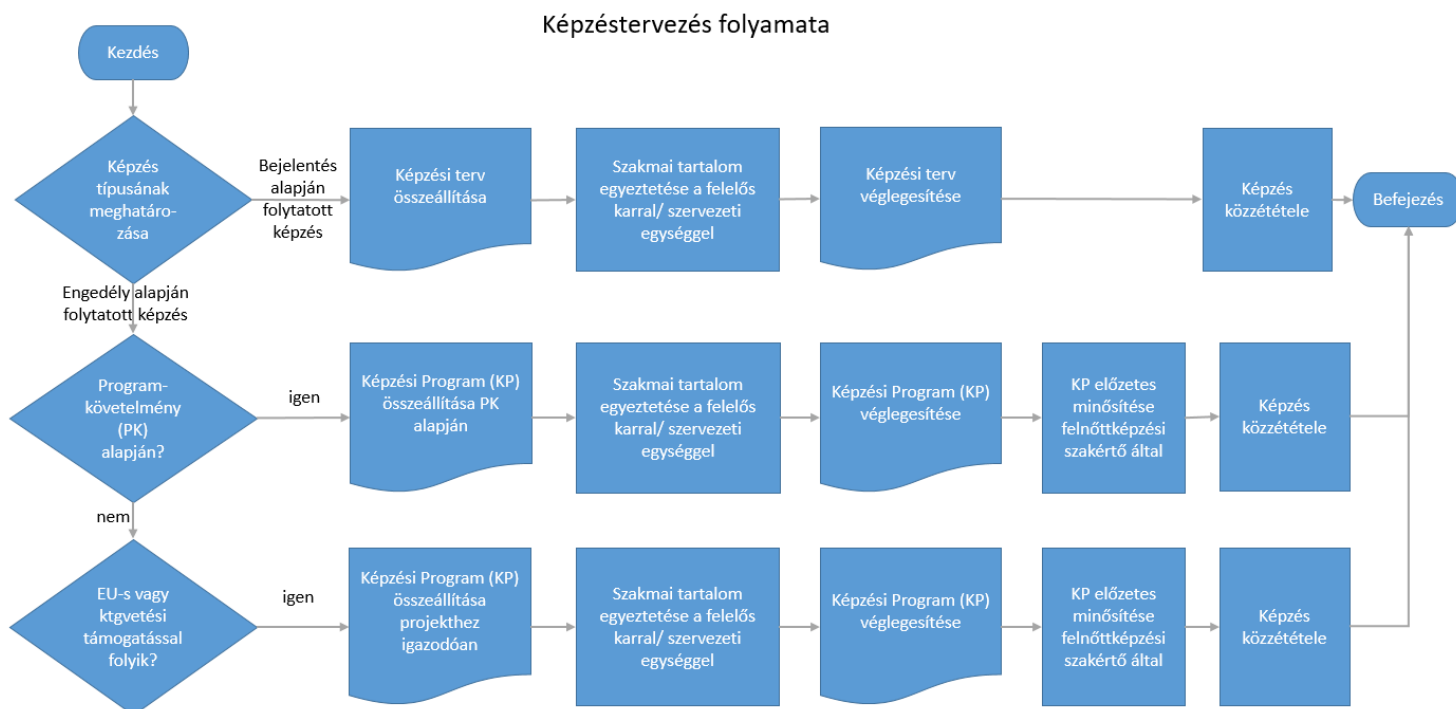 Képzéstervezés folyamata
Kezdés
Képzés
típusának
meghatáro-
zása
Bejelentés
alapján
folytatott
képzés
Képzési terv
összeállítása
Szakmai tartalom
egyeztetése a felelős
karral/ szervezeti
egységgel
Képzési terv
véglegesítése
Képzés
közzététele
Befejezés
Engedély alapján
folytatott képzés
Program-
követelmény
(PK)
alapján?
igen
Képzési Program (KP)
összeállítása PK
alapján
Szakmai tartalom
egyeztetése a felelős
karral/ szervezeti
egységgel
Képzési Program (KP)
véglegesítése
KP előzetes
minősítése
felnőttképzési
szakértő által
Képzés
közzététele
nem
EU-s vagy
ktgvetési
támogatással
folyik?
igen
Képzési Program (KP)
összeállítása
projekthez
igazodóan
Szakmai tartalom
egyeztetése a felelős
karral/ szervezeti
egységgel
Képzési Program (KP)
véglegesítése
KP előzetes
minősítése
felnőttképzési
szakértő által
Képzés
közzététele